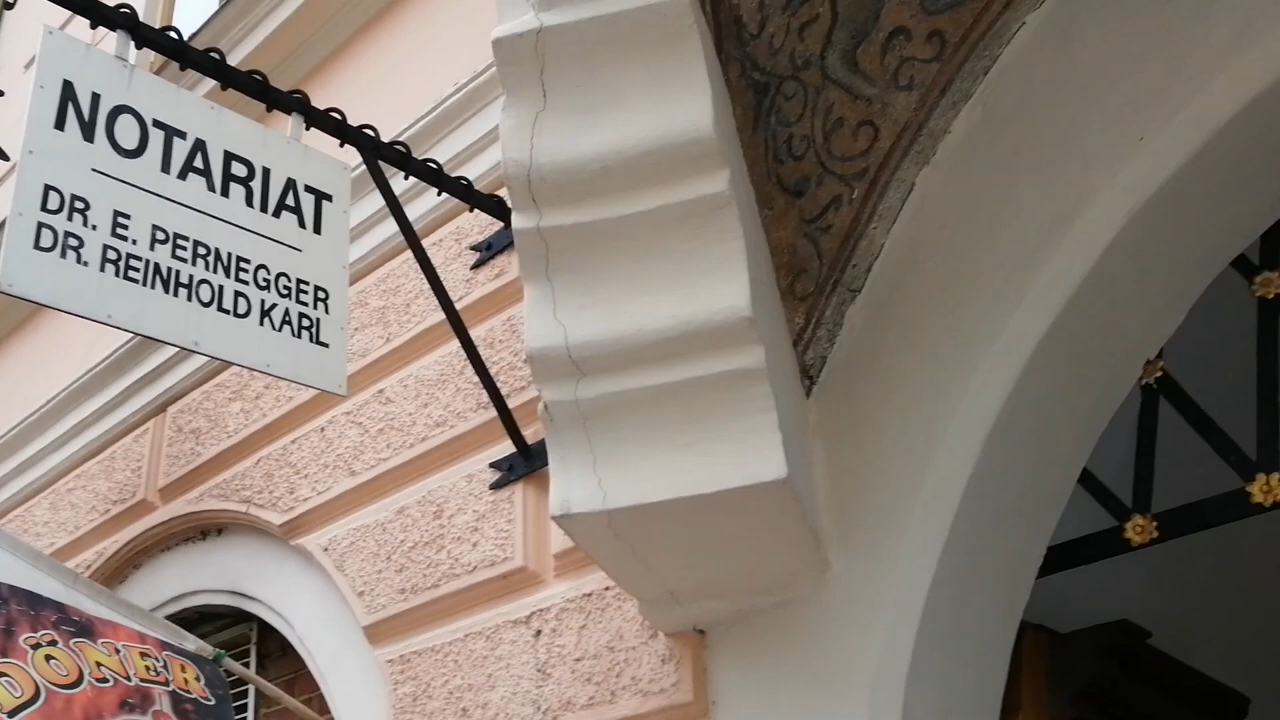 NOTARIAT
DR. E. PERNEGGER
DR. REINHOLD KARL
DÖNER